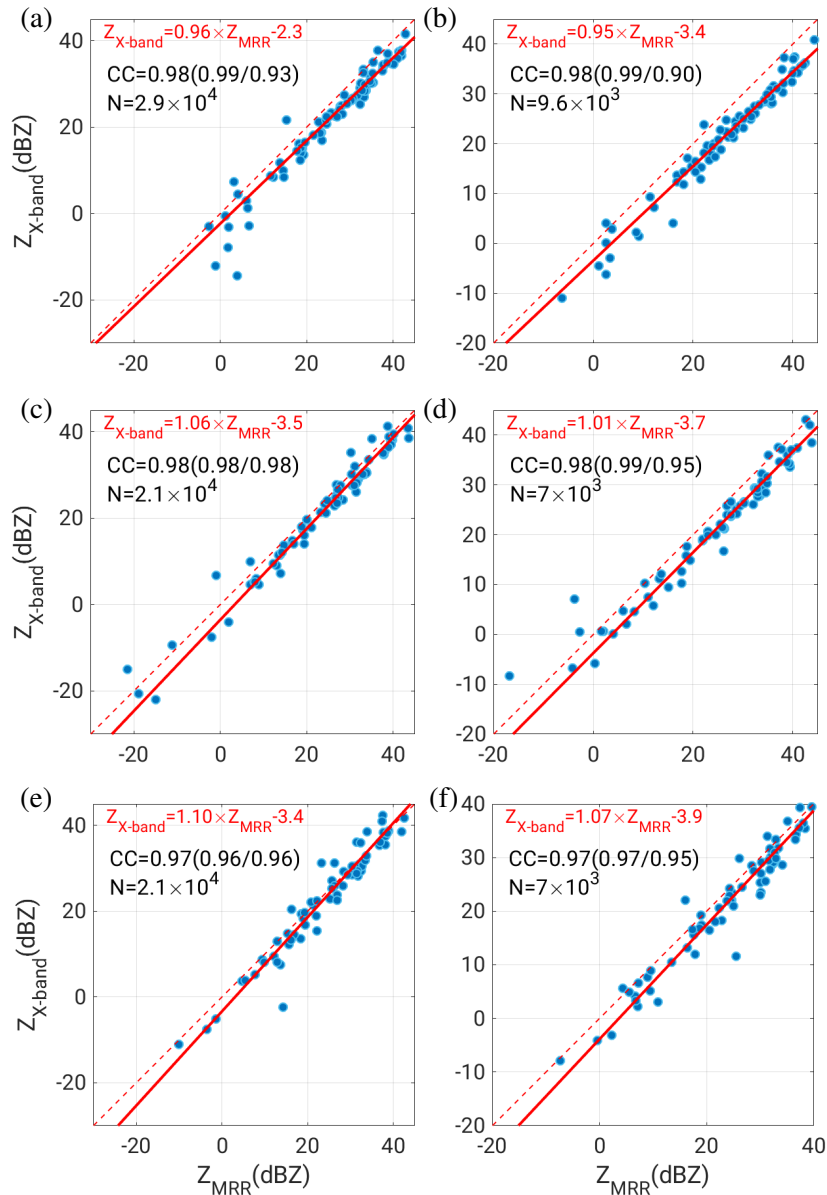 (a)
Z_X-band=0.96×Z_MRR-2.3
CC=0.98(0.99/0.93)
N=2.9×10^4
40
20
0
-20
Z_X-band(dBZ)
-20 0 20 40
(b)
Z_X-band=0.95×Z_MRR-3.4
CC=0.98(0.99/0.90)
N=9.6×10^3
40
30
20
10
0
-10
-20
-20 0 20 40
(c)
Z_X-band=1.06×Z_MRR-3.5
CC=0.98(0.98/0.98)
N=2.1×10^4
40
20
0
-20
Z_X-band(dBZ)
-20 0 20 40
(d)
Z_X-band=1.01×Z_MRR-3.7
CC=0.98(0.99/0.95)
N=7×10^3
40
30
20
10
0
-10
-20
-20 0 20 40
(e)
Z_X-band=1.10×Z_MRR-3.4
CC=0.97(0.96/0.96)
N=2.1×10^4
40
20
0
-20
Z_X-band(dBZ)
-20 0 20 40
Z_MRR(dBZ)
(f)
Z_X-band=1.07×Z_MRR-3.9
CC=0.97(0.97/0.95)
N=7×10^3
40
30
20
10
0
-10
-20
-20 0 20 40
Z_MRR(dBZ)